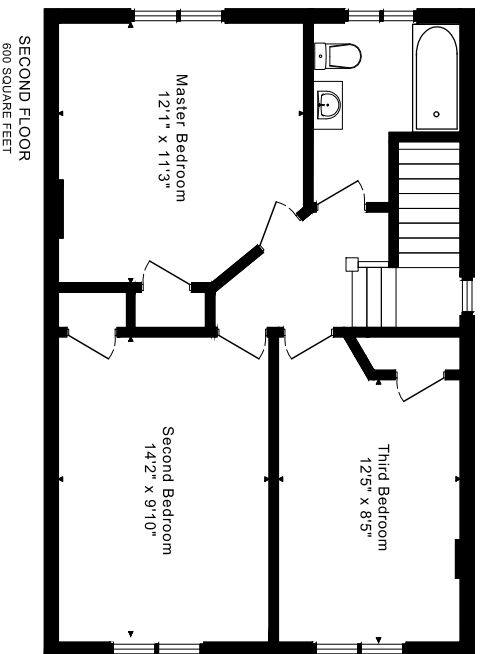 SECOND FLOOR
600 SQUARE FEET
Master Bedroom
12'1" x 11'3"
Second Bedroom
14'2" x 9'10"
Third Bedroom
12'5" x 8'5"